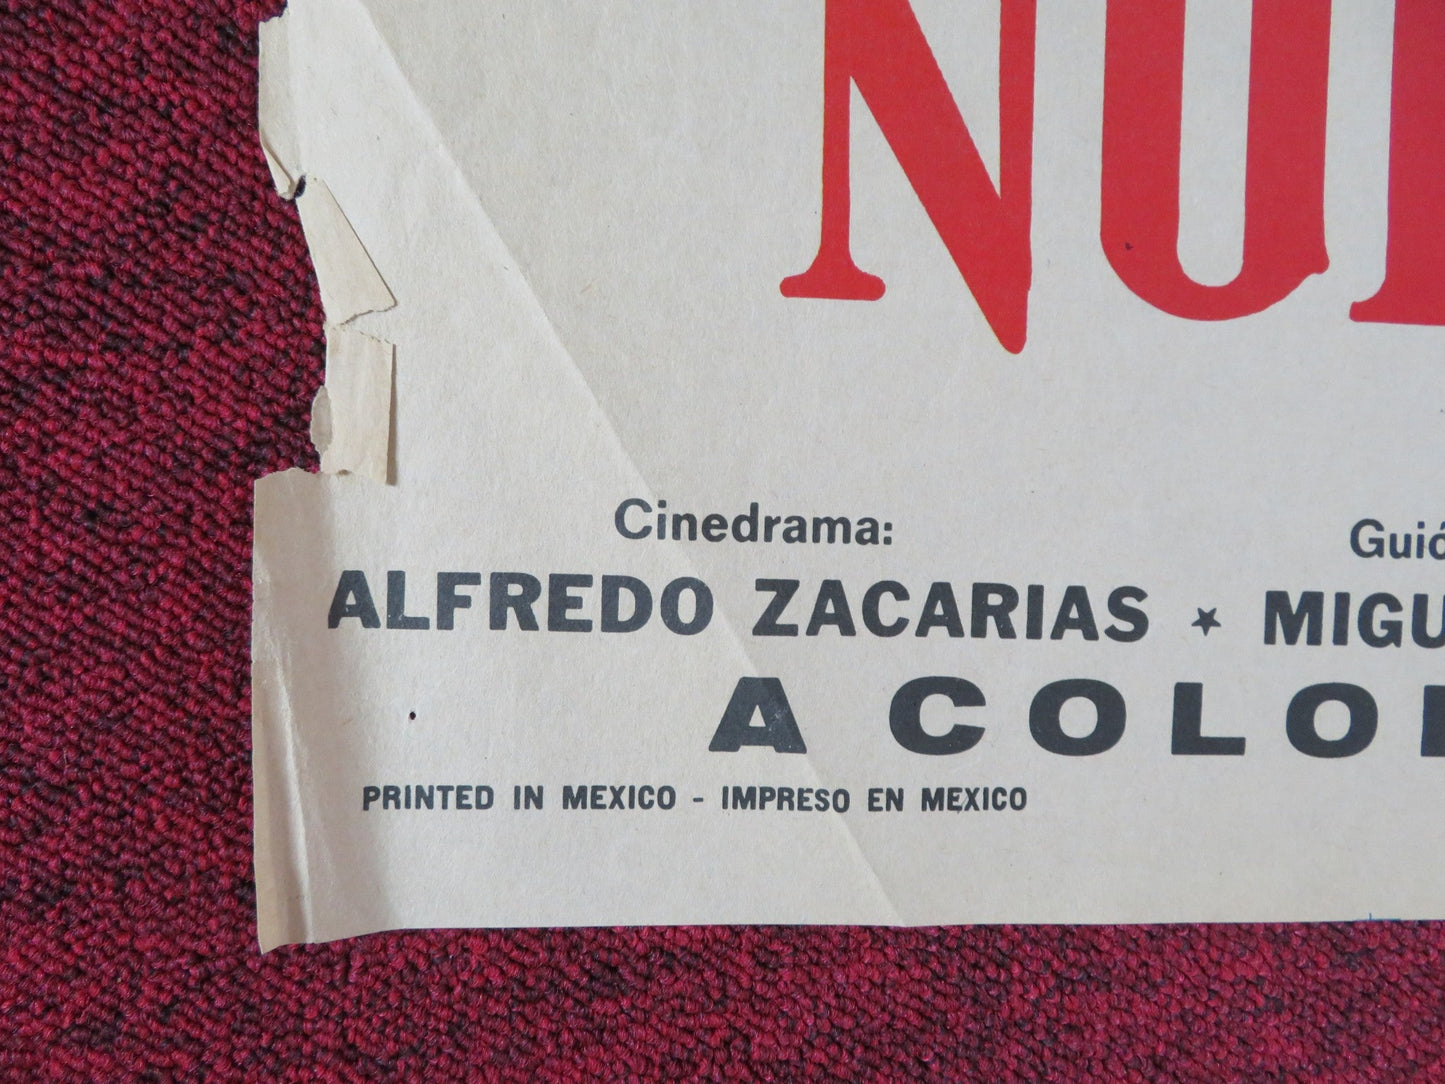 NU
Cinedrama: Guió
ALFREDO ZACARIAS ★ MIGU
A COLO
PRINTED IN MEXICO - IMPRESO EN MEXICO